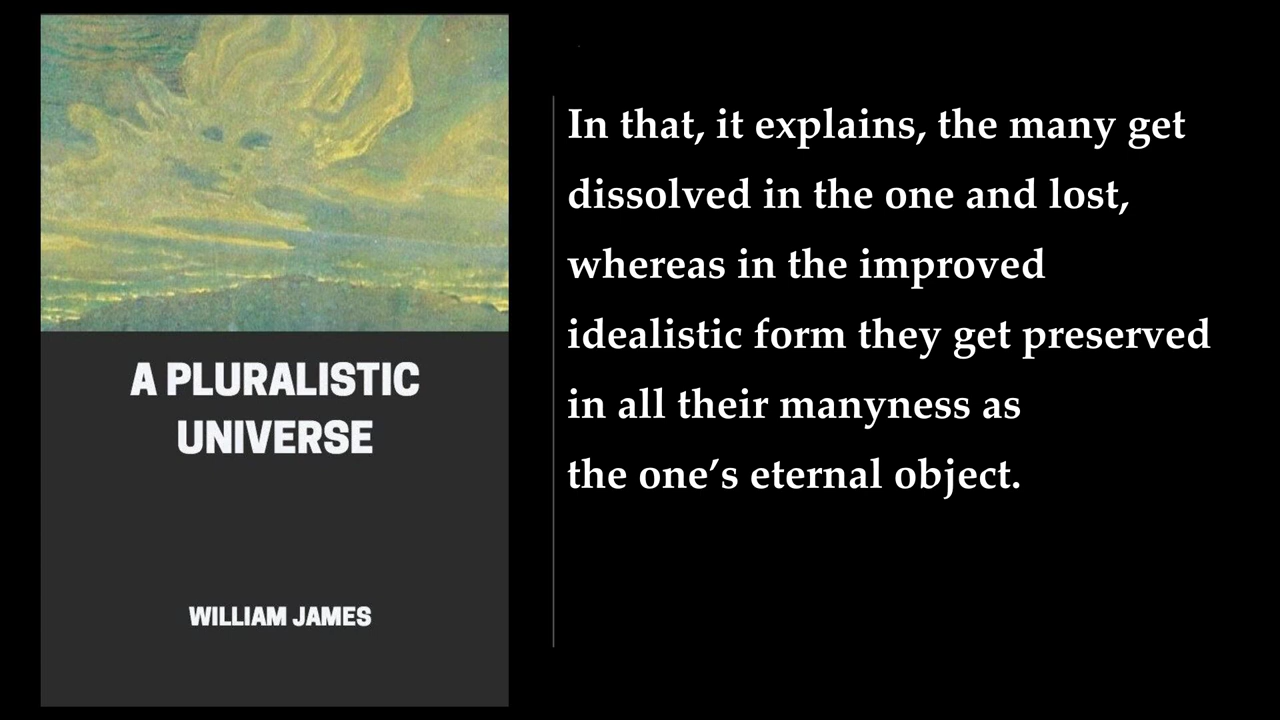 A PLURALISTIC
UNIVERSE
WILLIAM JAMES
In that, it explains, the many get
dissolved in the one and lost,
whereas in the improved
idealistic form they get preserved
in all their manyness as
the one’s eternal object.